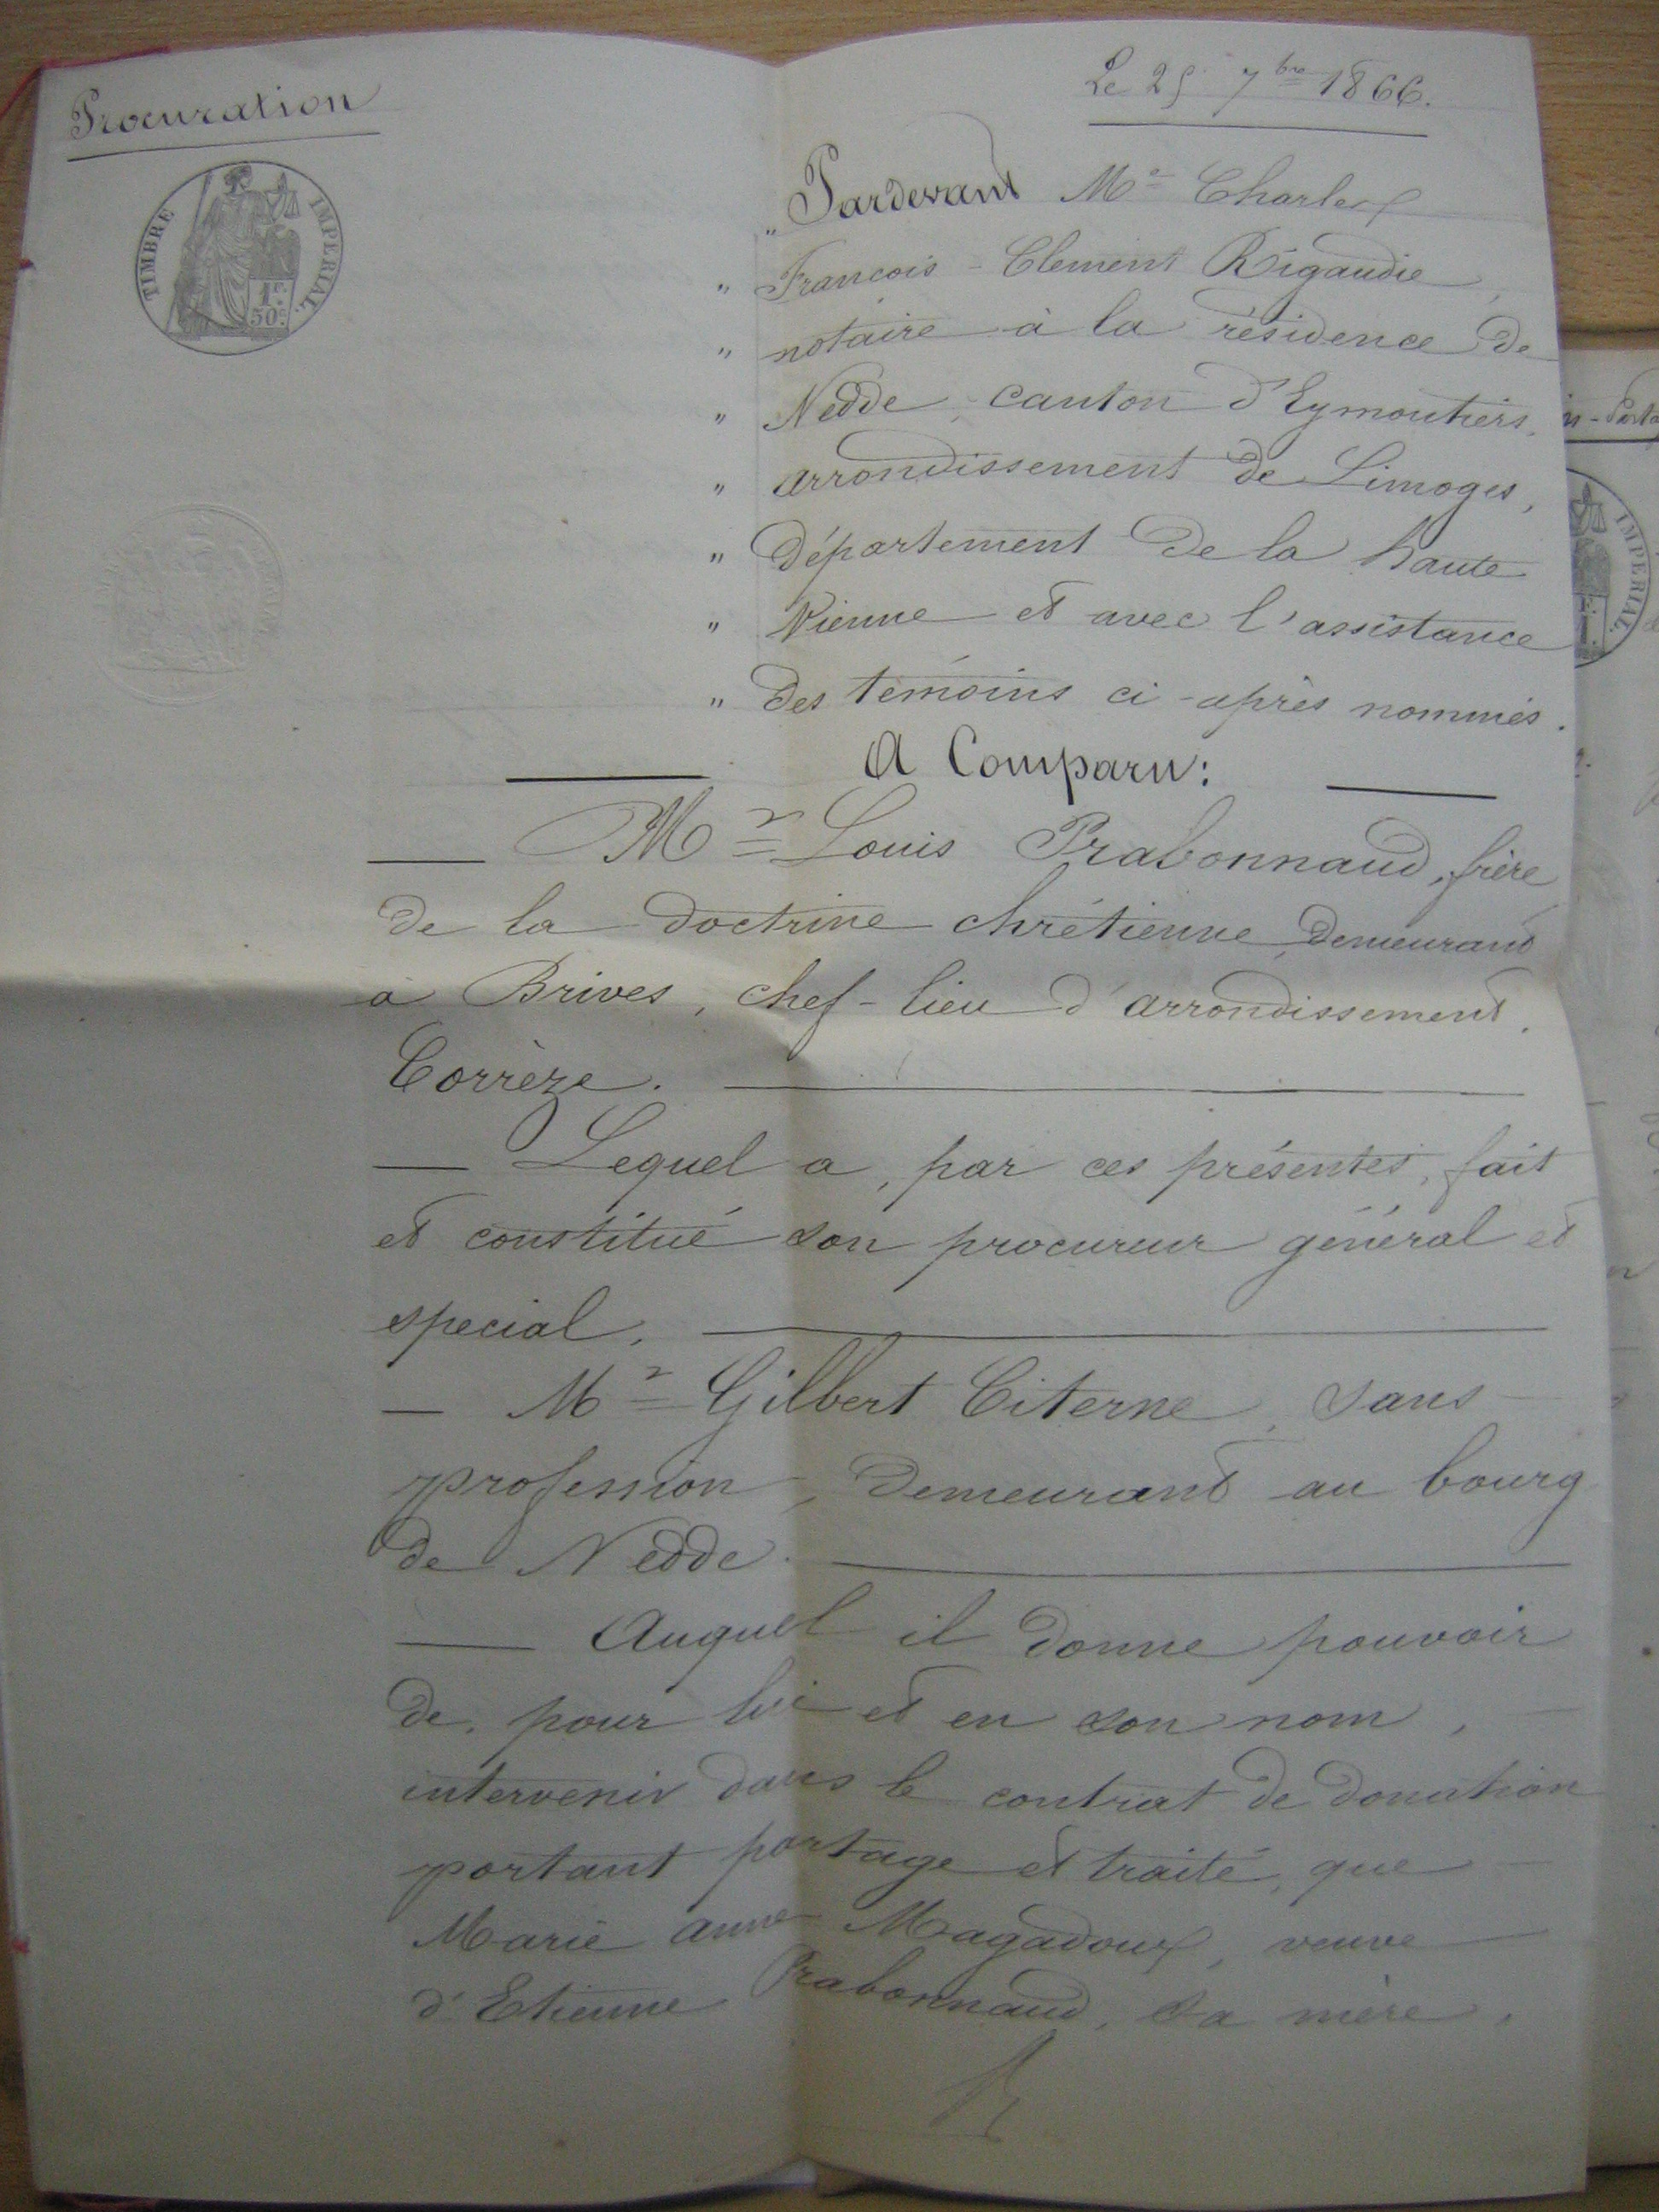 Procuration
Le 25 7bre 1866.
TIMBRE IMPÉRIAL
1F. 50c.
Pardevant Me Charles
" François-Clément Rigaudie,
" notaire à la résidence de
" Nedde, canton d'Eymoutiers,
" arrondissement de Limoges,
" Département de la Haute
" Vienne et avec l'assistance
" des témoins ci-après nommés.
A Comparu:
Mr Louis Prabonnaud, frère
de la doctrine chrétienne, demeurant
à Brives, chef-lieu d'arrondissement.
Corrèze.
Lequel a, par ces présentes, fait
et constitué son procureur général et
spécial,
Mr Gilbert Citerne, sans
profession, demeurant au bourg
de Nedde.
Auquel il donne pouvoir
de, pour lui et en son nom,
intervenir dans le contrat de donation
portant partage et traité, que
Marie anne Magadoux, veuve
d'Etienne Prabonnaud, sa mère,